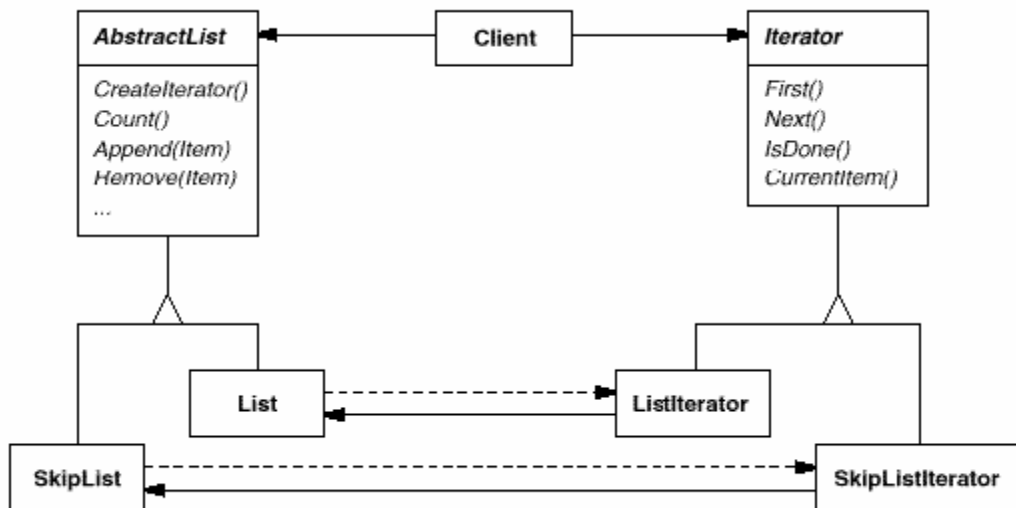 AbstractList
CreateIterator()
Count()
Append(Item)
Remove(Item)
...
Client
Iterator
First()
Next()
IsDone()
CurrentItem()
List
ListIterator
SkipList
SkipListIterator